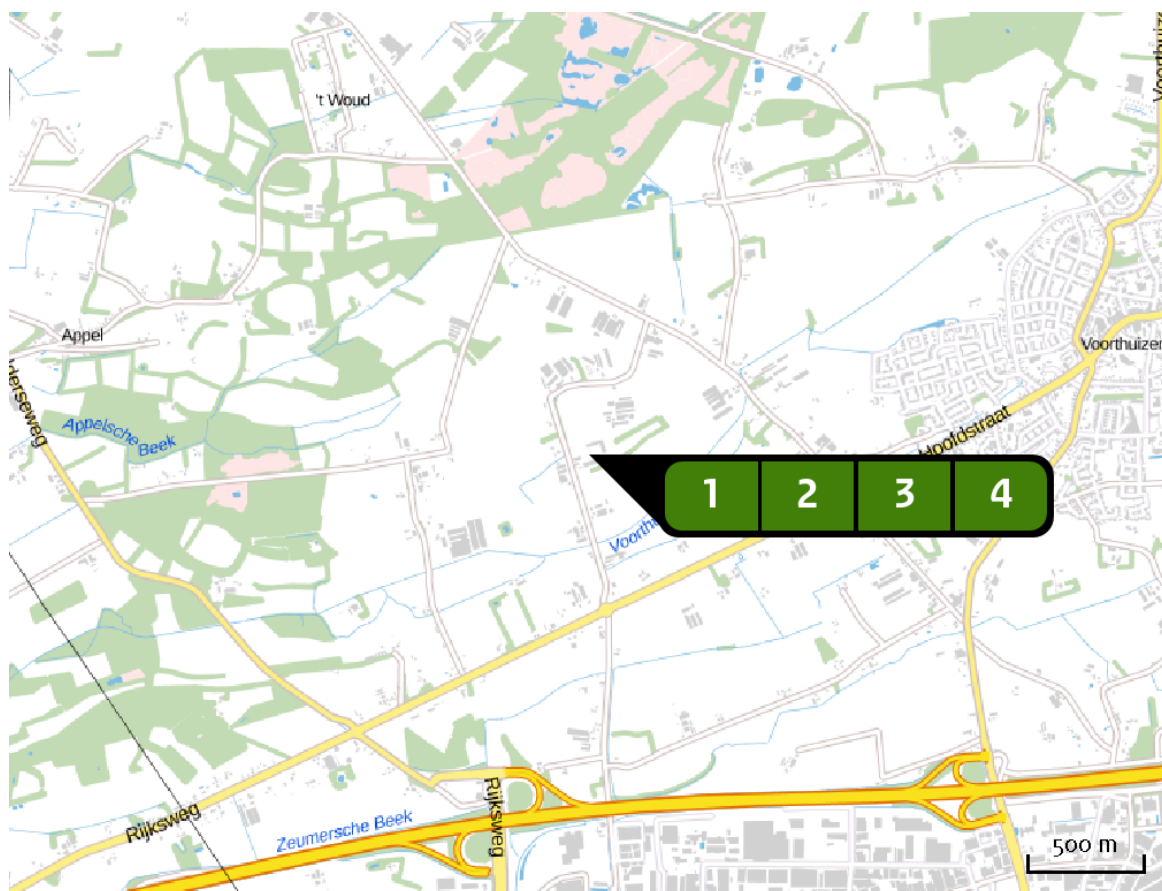 't Woud
Appel
Voorthuizen
Appelsche
Beek
Hoofdstraat
1 2 3 4
Rijksweg
Zeumersche Beek
Rijksweg
500 m